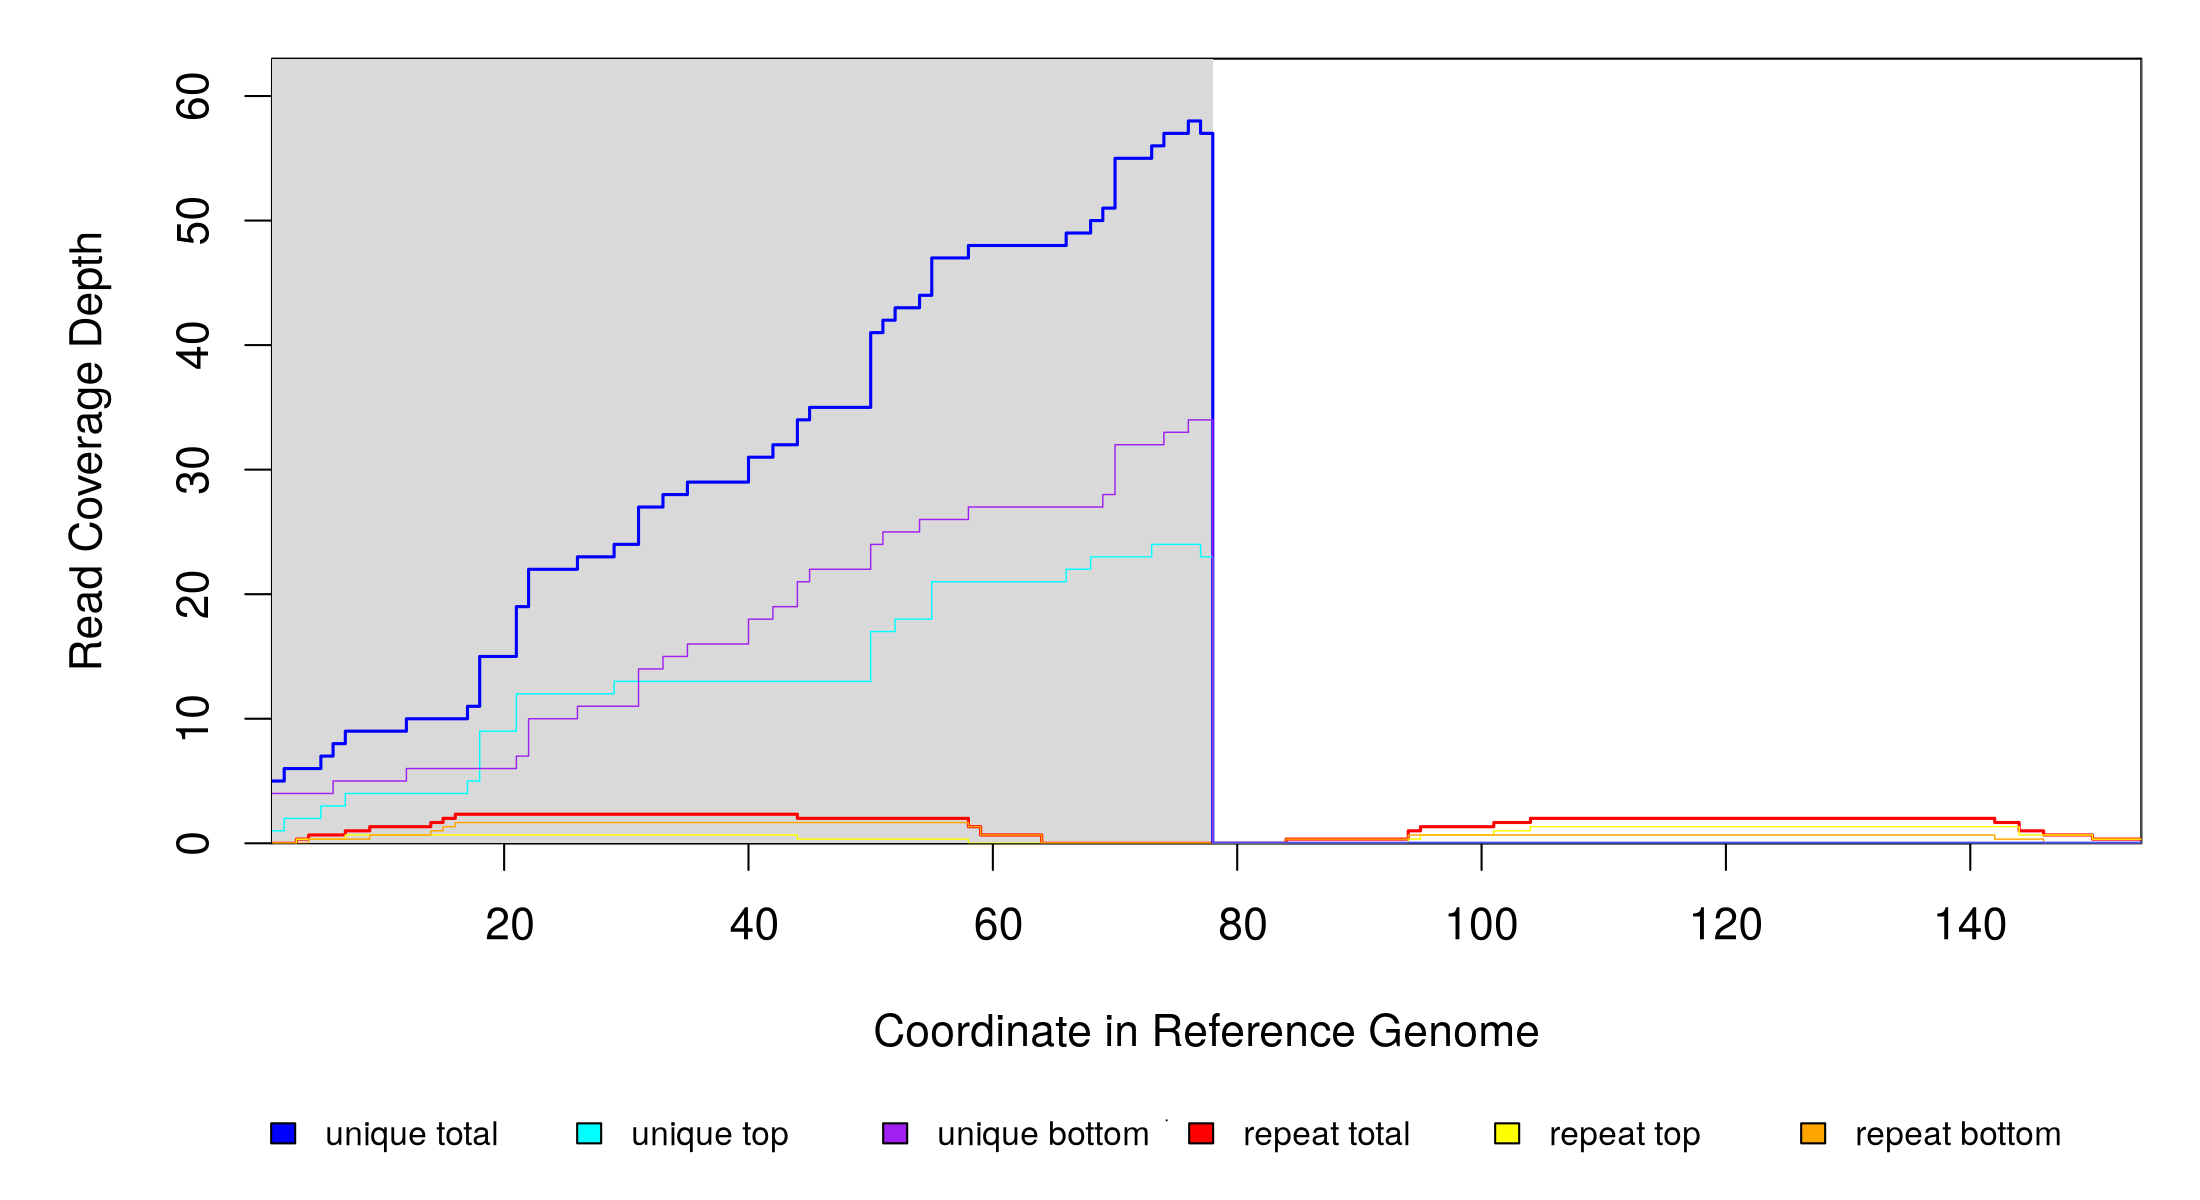 60
50
40
30
20
10
0
Read Coverage Depth
20 40 60 80 100 120 140
Coordinate in Reference Genome
unique total unique top unique bottom repeat total repeat top repeat bottom